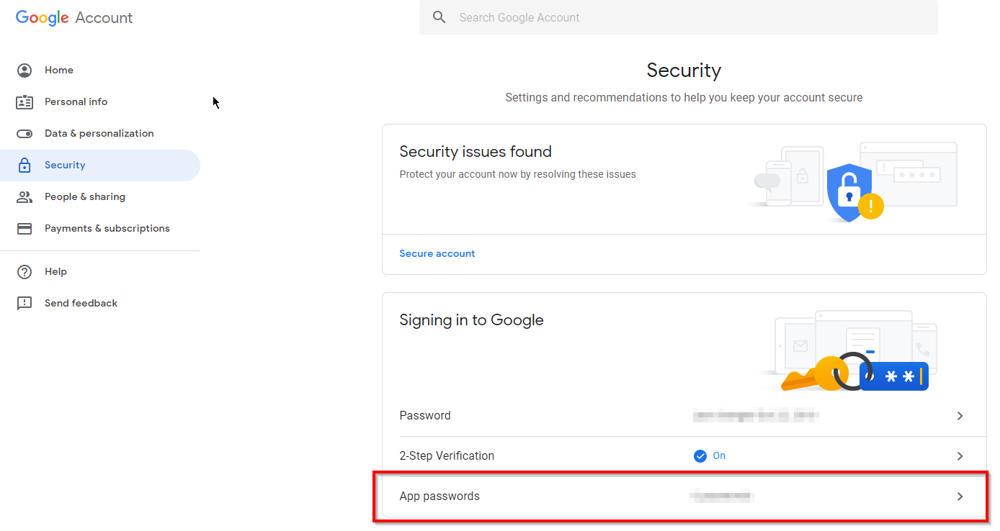 Google Account
Search Google Account
Home
Personal info
Data & personalization
Security
People & sharing
Payments & subscriptions
Help
Send feedback
Security
Settings and recommendations to help you keep your account secure
Security issues found
Protect your account now by resolving these issues
Secure account
Signing in to Google
Password
2-Step Verification On
App passwords